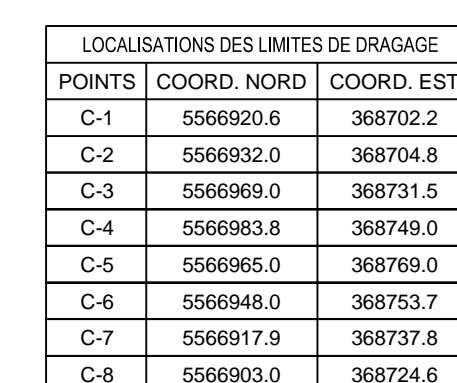 LOCALISATIONS DES LIMITES DE DRAGAGE
POINTS COORD. NORD COORD. EST
C-1 5566920.6 368702.2
C-2 5566932.0 368704.8
C-3 5566969.0 368731.5
C-4 5566983.8 368749.0
C-5 5566965.0 368769.0
C-6 5566948.0 368753.7
C-7 5566917.9 368737.8
C-8 5566903.0 368724.6